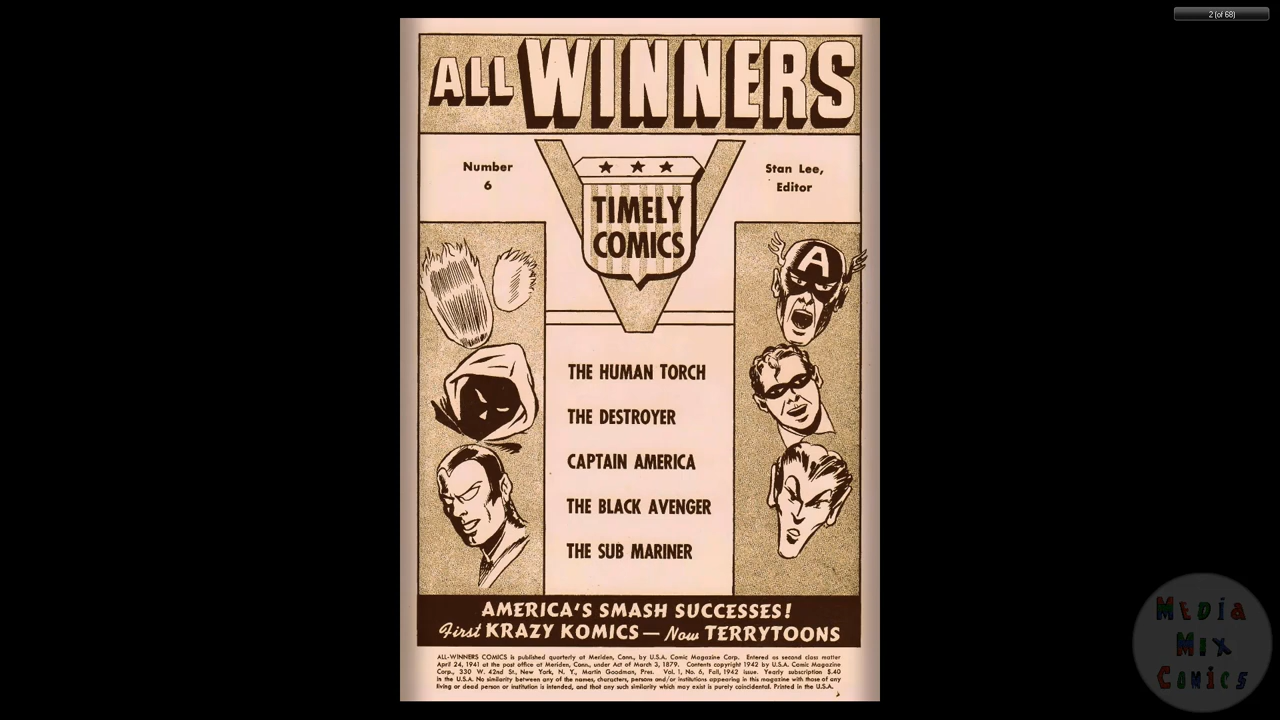 2 (of 68)
ALL WINNERS
Number
6
Stan Lee,
Editor
TIMELY
COMICS
A
THE HUMAN TORCH
THE DESTROYER
CAPTAIN AMERICA
THE BLACK AVENGER
THE SUB MARINER
AMERICA'S SMASH SUCCESSES!
First KRAZY KOMICS — Now TERRYTOONS
ALL-WINNERS COMICS is published quarterly at Meriden, Conn., by U.S.A. Comic Magazine Corp. Entered as second class matter
April 24, 1941 at the post office at Meriden, Conn., under Act of March 3, 1879. Contents copyright 1942 by U.S.A. Comic Magazine
Corp., 330 W. 42nd St., New York, N. Y., Martin Goodman, Pres. Vol. 1, No. 6, Fall, 1942 issue. Yearly subscription $.40
in the U.S.A. No similarity between any of the names, characters, persons and/or institutions appearing in this magazine with those of any
living or dead person or institution is intended, and that any such similarity which may exist is purely coincidental. Printed in the U.S.A.
MEDIA
MIX
COMICS